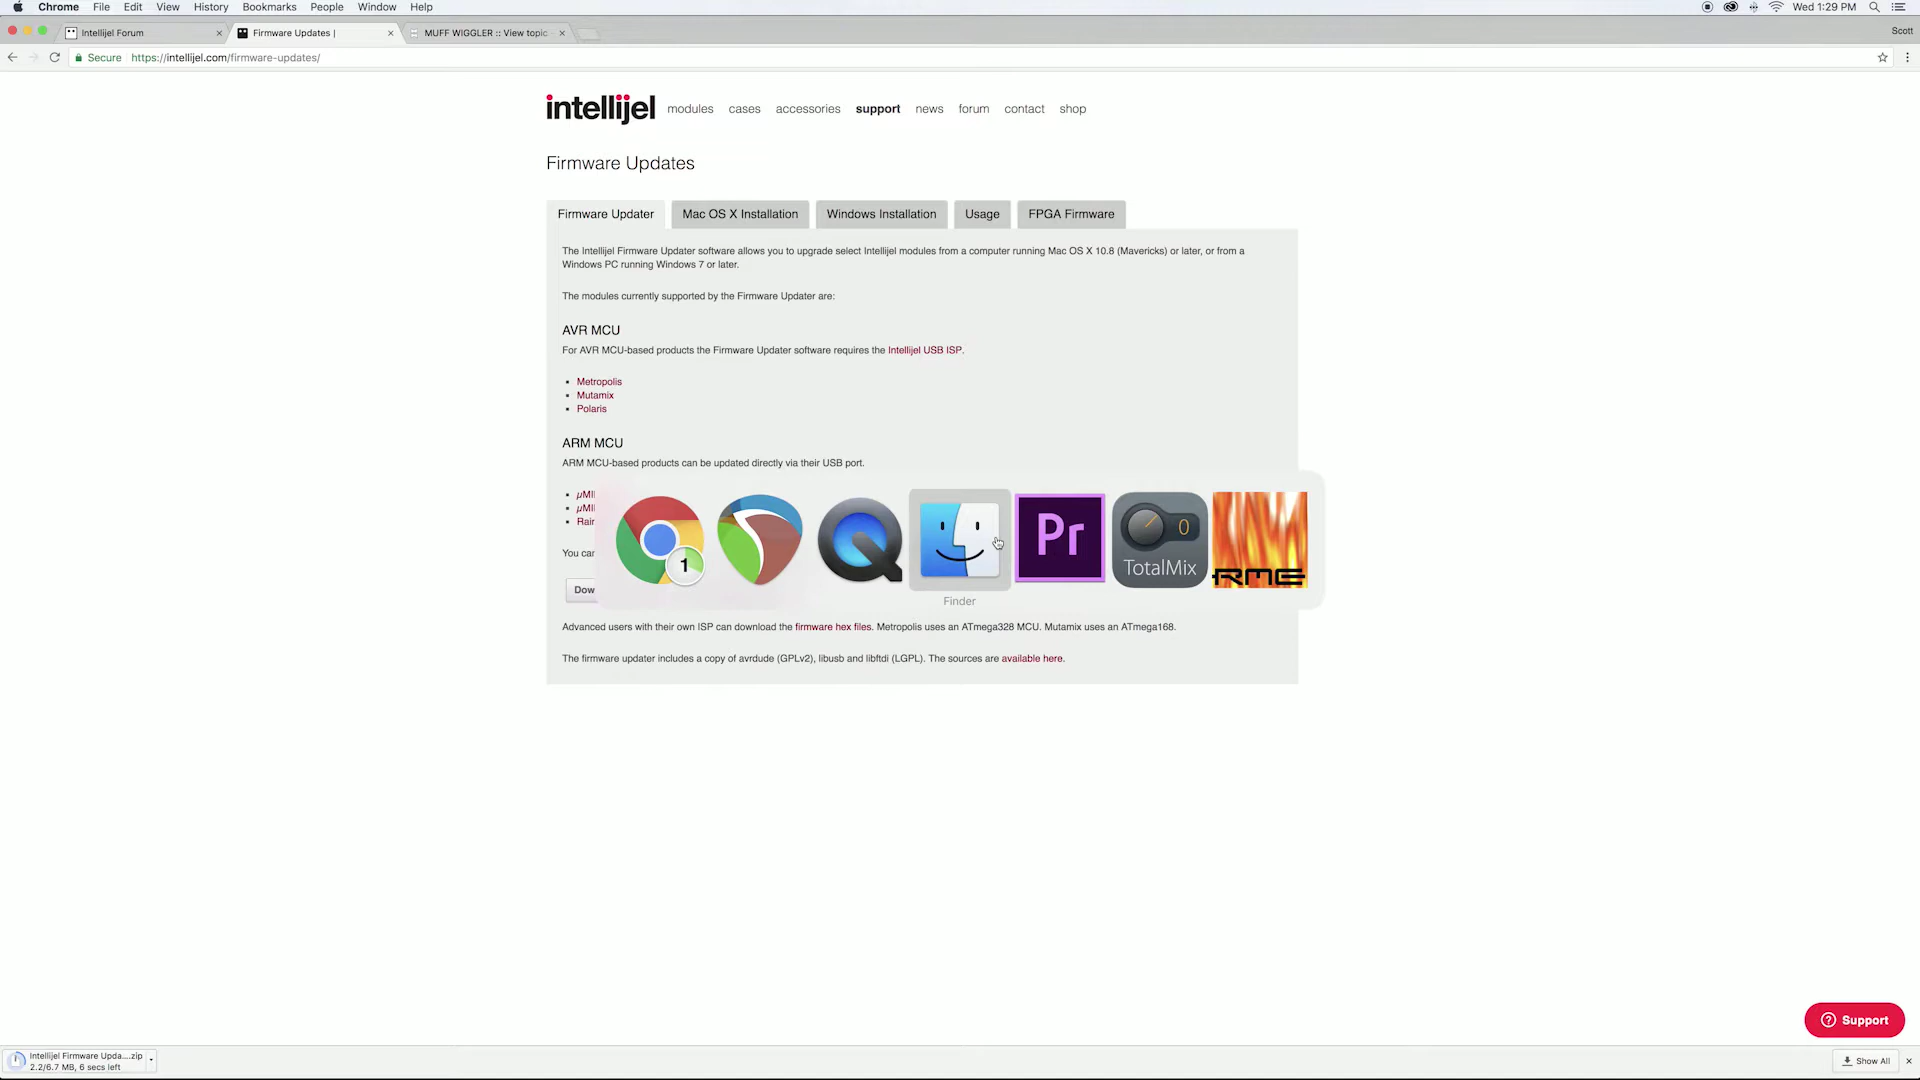 Chrome File Edit View History Bookmarks People Window Help
Wed 1:29 PM
Intellijel Forum
Firmware Updates |
MUFF WIGGLER :: View topic
Scott
Secure https://intellijel.com/firmware-updates/
intellijel modules cases accessories support news forum contact shop
Firmware Updates
Firmware Updater Mac OS X Installation Windows Installation Usage FPGA Firmware
The Intellijel Firmware Updater software allows you to upgrade select Intellijel modules from a computer running Mac OS X 10.8 (Mavericks) or later, or from a
Windows PC running Windows 7 or later.
The modules currently supported by the Firmware Updater are:
AVR MCU
For AVR MCU-based products the Firmware Updater software requires the Intellijel USB ISP.
Metropolis
Mutamix
Polaris
ARM MCU
ARM MCU-based products can be updated directly via their USB port.
µMI
µMI
Rain
1
Pr
0
TotalMix
RME
You can
Dow
Finder
Advanced users with their own ISP can download the firmware hex files. Metropolis uses an ATmega328 MCU. Mutamix uses an ATmega168.
The firmware updater includes a copy of avrdude (GPLv2), libusb and libftdi (LGPL). The sources are available here.
Support
Intellijel Firmware Upda....zip
2.2/6.7 MB, 6 secs left
Show All